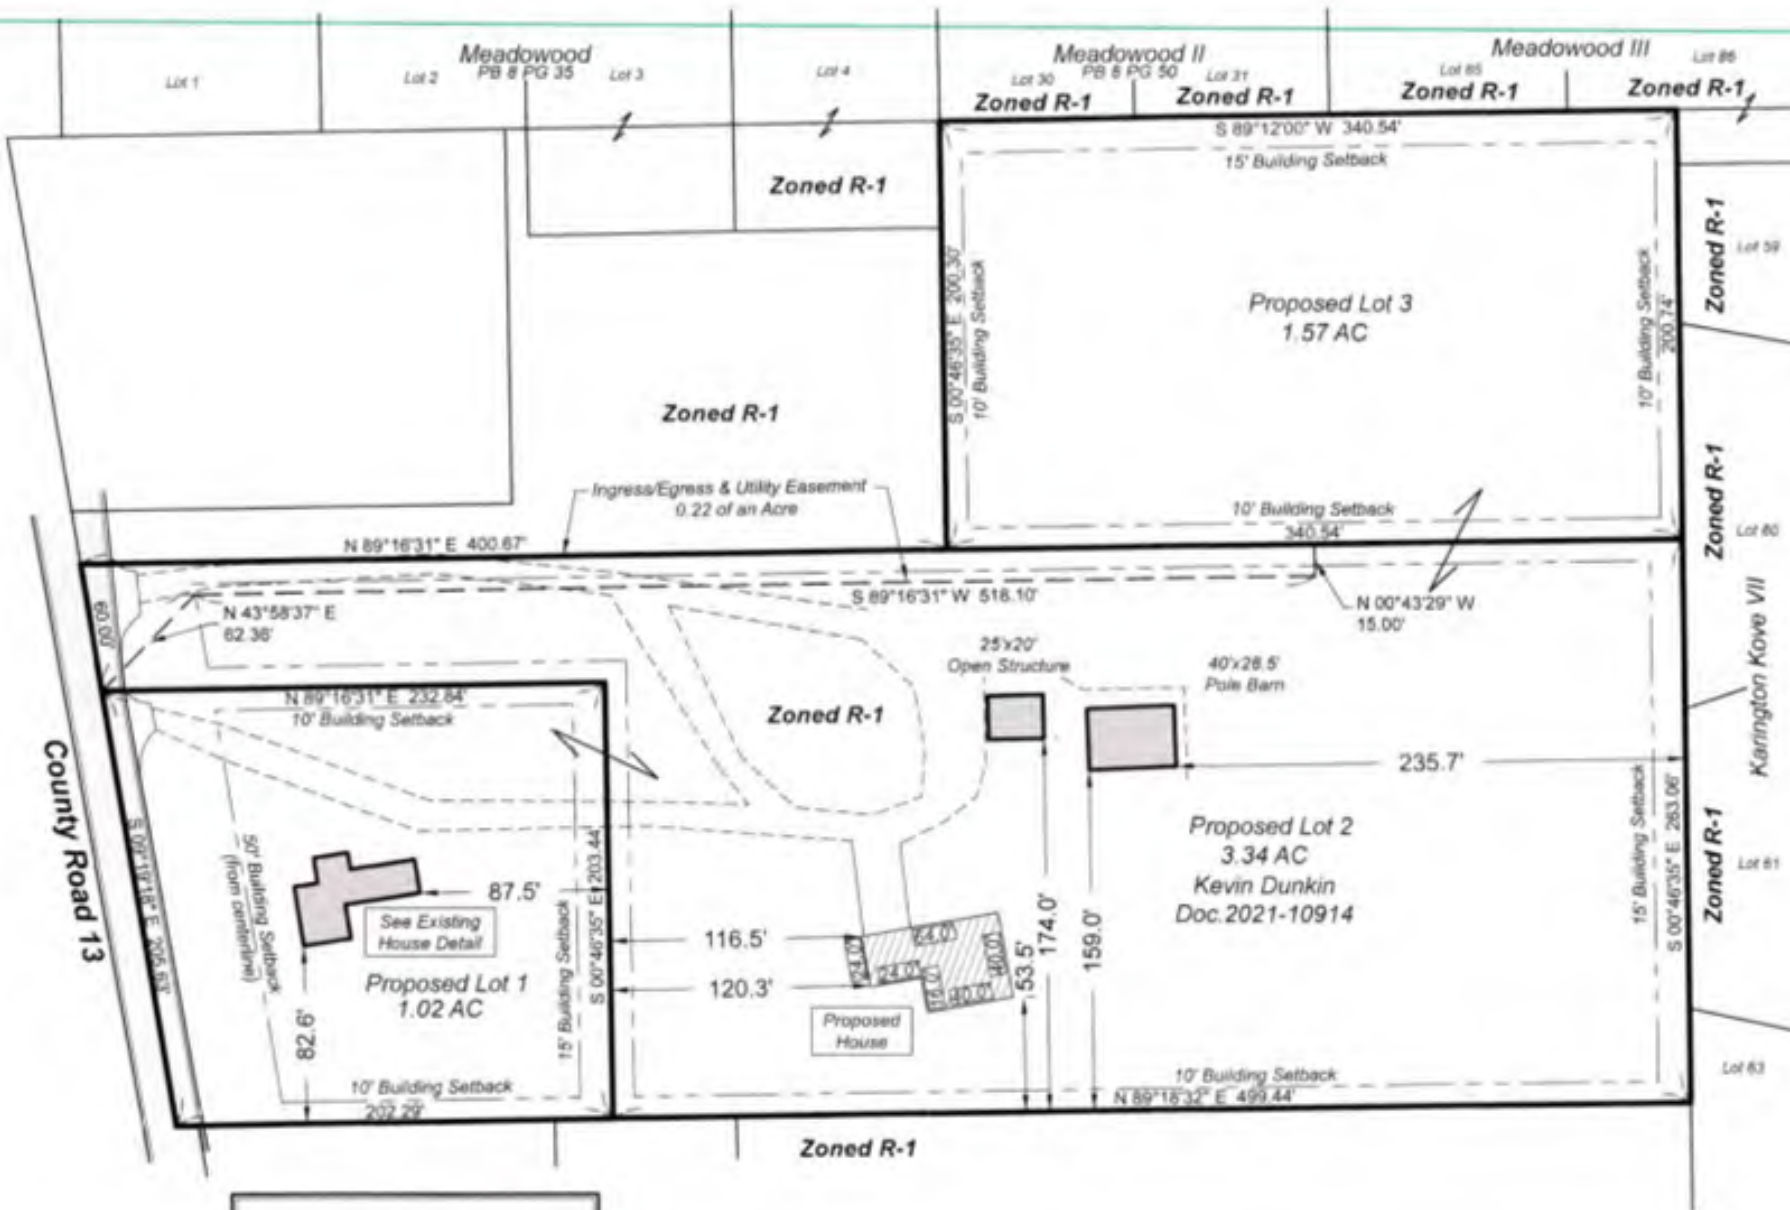 Meadowood
PB 8 PG 35
Meadowood II
PB 8 PG 50
Meadowood III
Lot 1
Lot 2
Lot 3
Lot 4
Lot 30
Lot 31
Lot 85
Lot 86
Zoned R-1
Zoned R-1
Zoned R-1
Zoned R-1
S 89°12'00" W 340.54'
15' Building Setback
Zoned R-1
Zoned R-1
Lot 59
S 00°46'35" E 200.30'
10' Building Setback
Proposed Lot 3
1.57 AC
10' Building Setback
200.74'
Zoned R-1
Ingress/Egress & Utility Easement
0.22 of an Acre
10' Building Setback
340.54'
Zoned R-1
Lot 60
N 89°16'31" E 400.67'
S 89°16'31" W 518.10'
N 00°43'29" W
15.00'
60.00'
N 43°58'37" E
62.36'
25'x20'
Open Structure
40'x28.5'
Pole Barn
Karington Kove VII
N 89°16'31" E 232.84'
10' Building Setback
Zoned R-1
235.7'
County Road 13
S 09°19'18" E 205.63'
50' Building Setback
(from centerline)
87.5'
See Existing
House Detail
Proposed Lot 1
1.02 AC
82.6'
10' Building Setback
202.29'
15' Building Setback
S 00°46'35" E 203.44'
116.5'
120.3'
24.0'
64.0'
24.0'
16.0'
40.0'
40.0'
Proposed
House
53.5'
174.0'
159.0'
Proposed Lot 2
3.34 AC
Kevin Dunkin
Doc.2021-10914
15' Building Setback
S 00°46'35" E 263.06'
Zoned R-1
Lot 61
10' Building Setback
N 89°18'32" E 499.44'
Lot 63
Zoned R-1